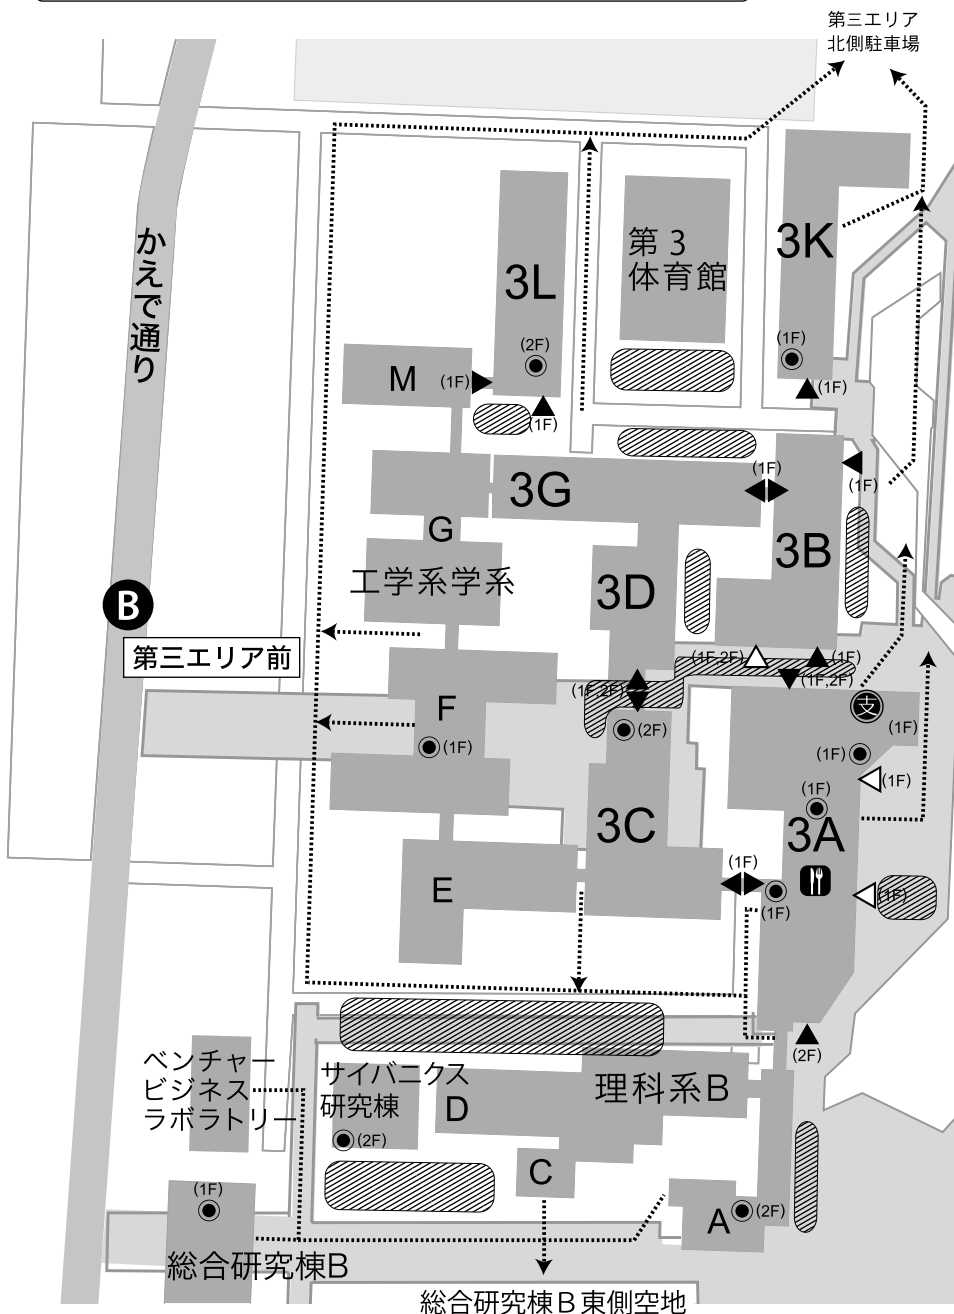 第三エリア
北側駐車場
かえで通り
3K
第3
体育館
3L
(2F)
(1F)
(1F)
M
(1F)
(1F)
3G
(1F)
(1F)
G
3B
工学系学系
3D
B
第三エリア前
(1F,2F)
(1F)
(1F,2F)
(1F,2F)
F
支
(1F)
(2F)
(1F)
(1F)
(1F)
(1F)
3C
3A
(1F)
E
(1F)
(1F)
(2F)
ベンチャー
ビジネス
ラボラトリー
サイバニクス
研究棟
(2F)
D
理科系B
C
(1F)
A
(2F)
総合研究棟B
総合研究棟B東側空地